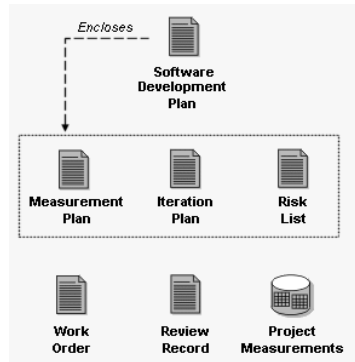 Encloses
Software
Development
Plan
Measurement
Plan
Iteration
Plan
Risk
List
Work
Order
Review
Record
Project
Measurements